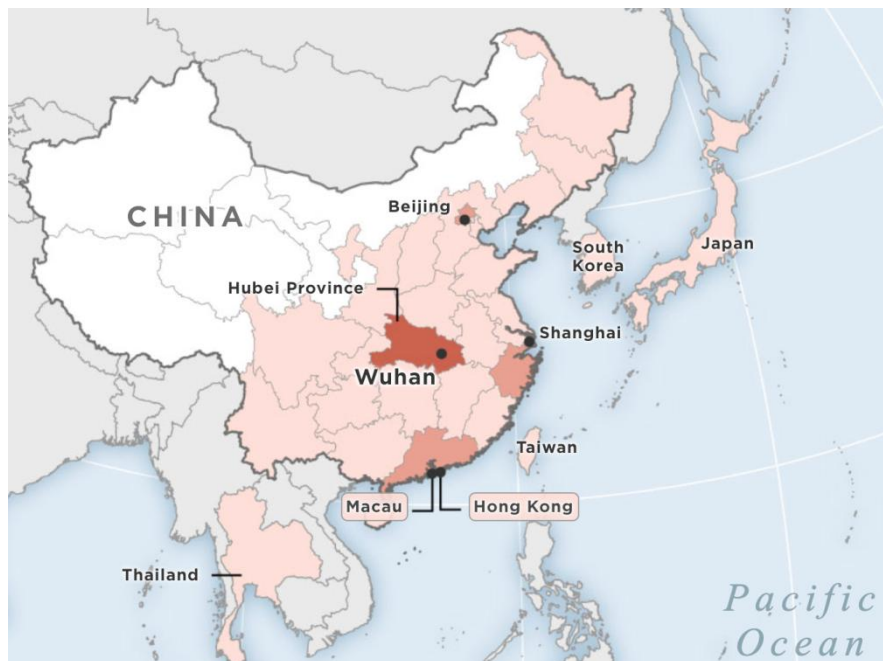 CHINA
Beijing
South
Korea
Japan
Hubei Province
Shanghai
Wuhan
Taiwan
Macau
Hong Kong
Thailand
Pacific
Ocean